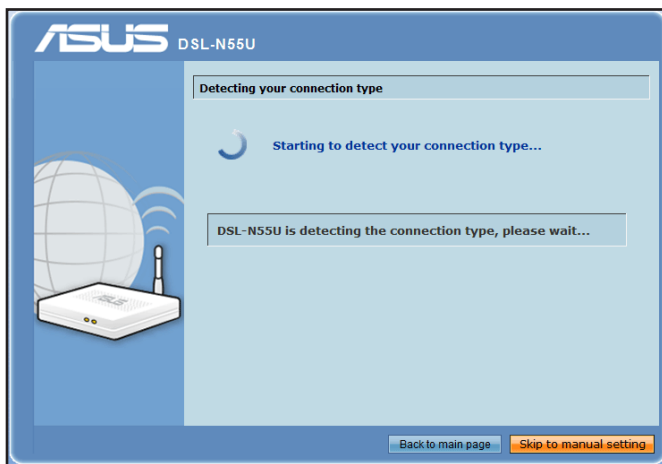 ASUS DSL-N55U
Detecting your connection type
Starting to detect your connection type...
DSL-N55U is detecting the connection type, please wait...
ASUS
Back to main page Skip to manual setting